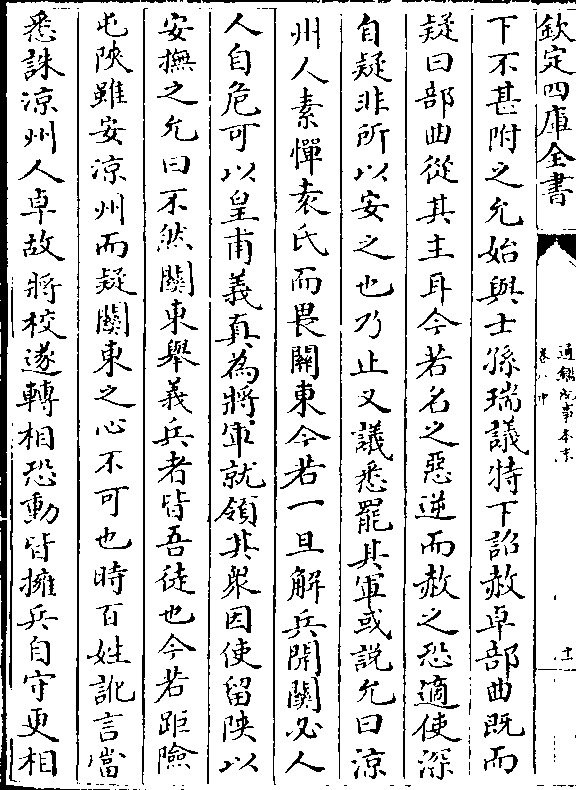 欽定四庫全書
通鑑紀事本末
卷八中
十一
下不甚附之允始與士孫瑞議特下詔赦卓部曲既而
疑曰部曲從其主耳今若名之惡逆而赦之恐適使深
自疑非所以安之也乃止又議悉罷其軍或說允曰涼
州人素憚袁氏而畏關東今若一旦解兵開關必人
人自危可以皇甫義真為將軍就領其衆因使留陝以
安撫之允曰不然關東舉義兵者皆吾徒也今若距險
屯陝雖安涼州而疑關東之心不可也時百姓訛言當
悉誅涼州人卓故將校遂轉相恐動皆擁兵自守更相